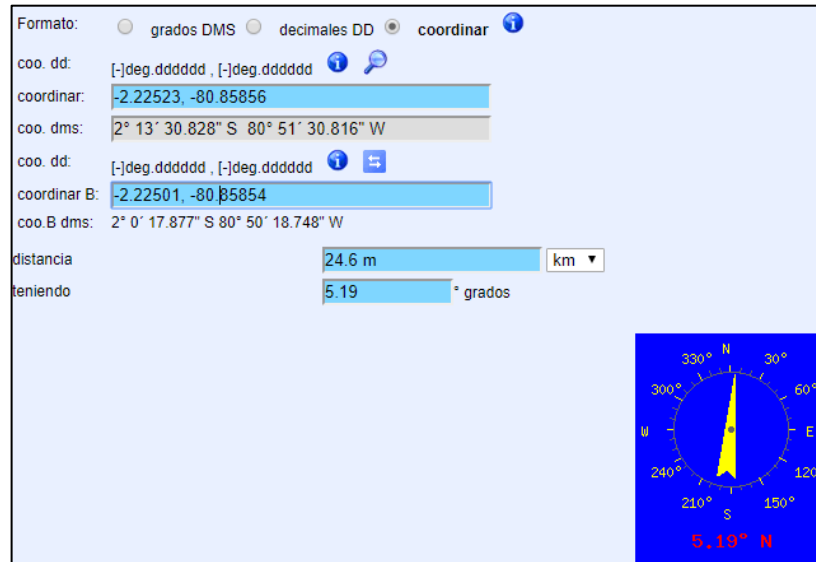 Formato: grados DMS decimales DD coordinar
coo. dd: [-]deg.dddddd , [-]deg.dddddd
coordinar: -2.22523, -80.85856
coo. dms: 2° 13´ 30.828" S 80° 51´ 30.816" W
coo. dd: [-]deg.dddddd , [-]deg.dddddd
coordinar B: -2.22501, -80.85854
coo.B dms: 2° 0´ 17.877" S 80° 50´ 18.748" W
distancia 24.6 m km
teniendo 5.19 ° grados
330° N 30°
300° 60°
W E
240° 120
210° S 150°
5.19° N